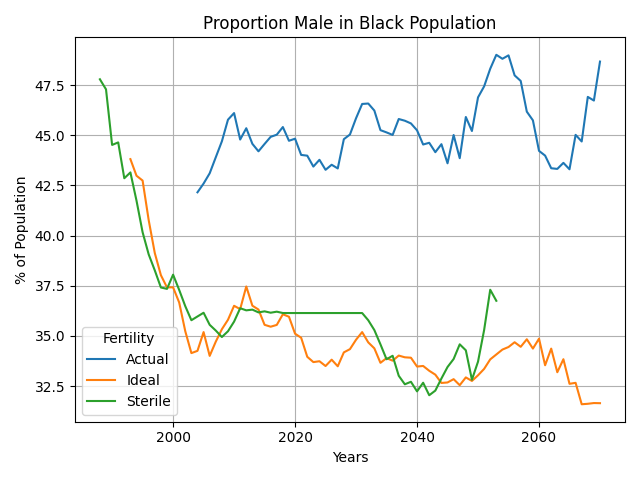 Proportion Male in Black Population
% of Population
47.5
45.0
42.5
40.0
37.5
35.0
32.5
Fertility
Actual
Ideal
Sterile
2000
2020
2040
2060
Years